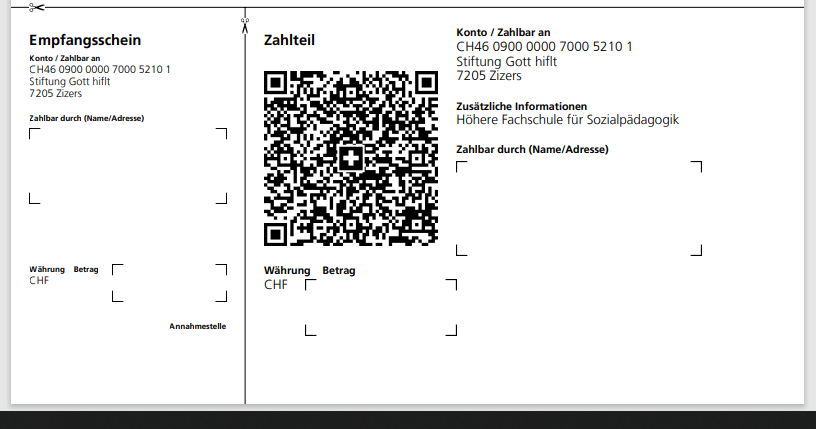 Empfangsschein
Konto / Zahlbar an
CH46 0900 0000 7000 5210 1
Stiftung Gott hilft
7205 Zizers
Zahlbar durch (Name/Adresse)
Währung Betrag
CHF
Annahmestelle
Zahlteil
Währung Betrag
CHF
Konto / Zahlbar an
CH46 0900 0000 7000 5210 1
Stiftung Gott hilft
7205 Zizers
Zusätzliche Informationen
Höhere Fachschule für Sozialpädagogik
Zahlbar durch (Name/Adresse)